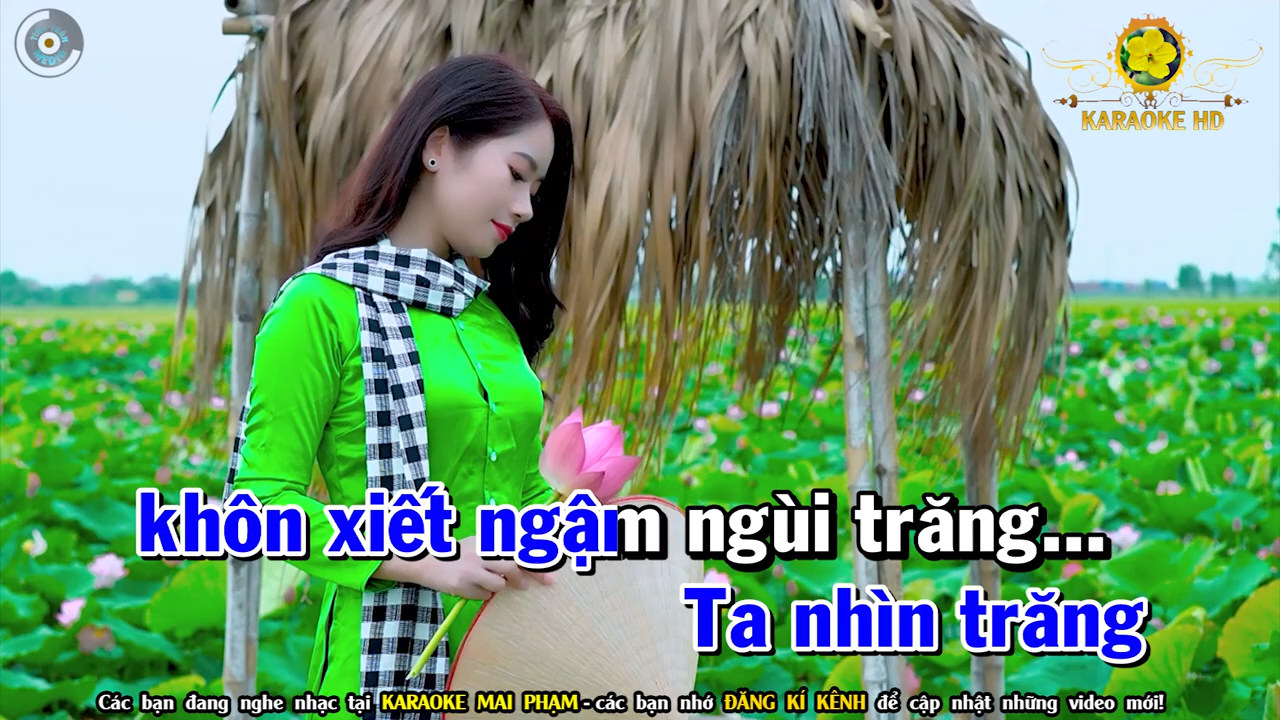 KARAOKE HD
khôn xiết ngậm ngùi trăng...
Ta nhìn trăng
Các bạn đang nghe nhạc tại KARAOKE MAI PHẠM - các bạn nhớ ĐĂNG KÍ KÊNH để cập nhật những video mới!